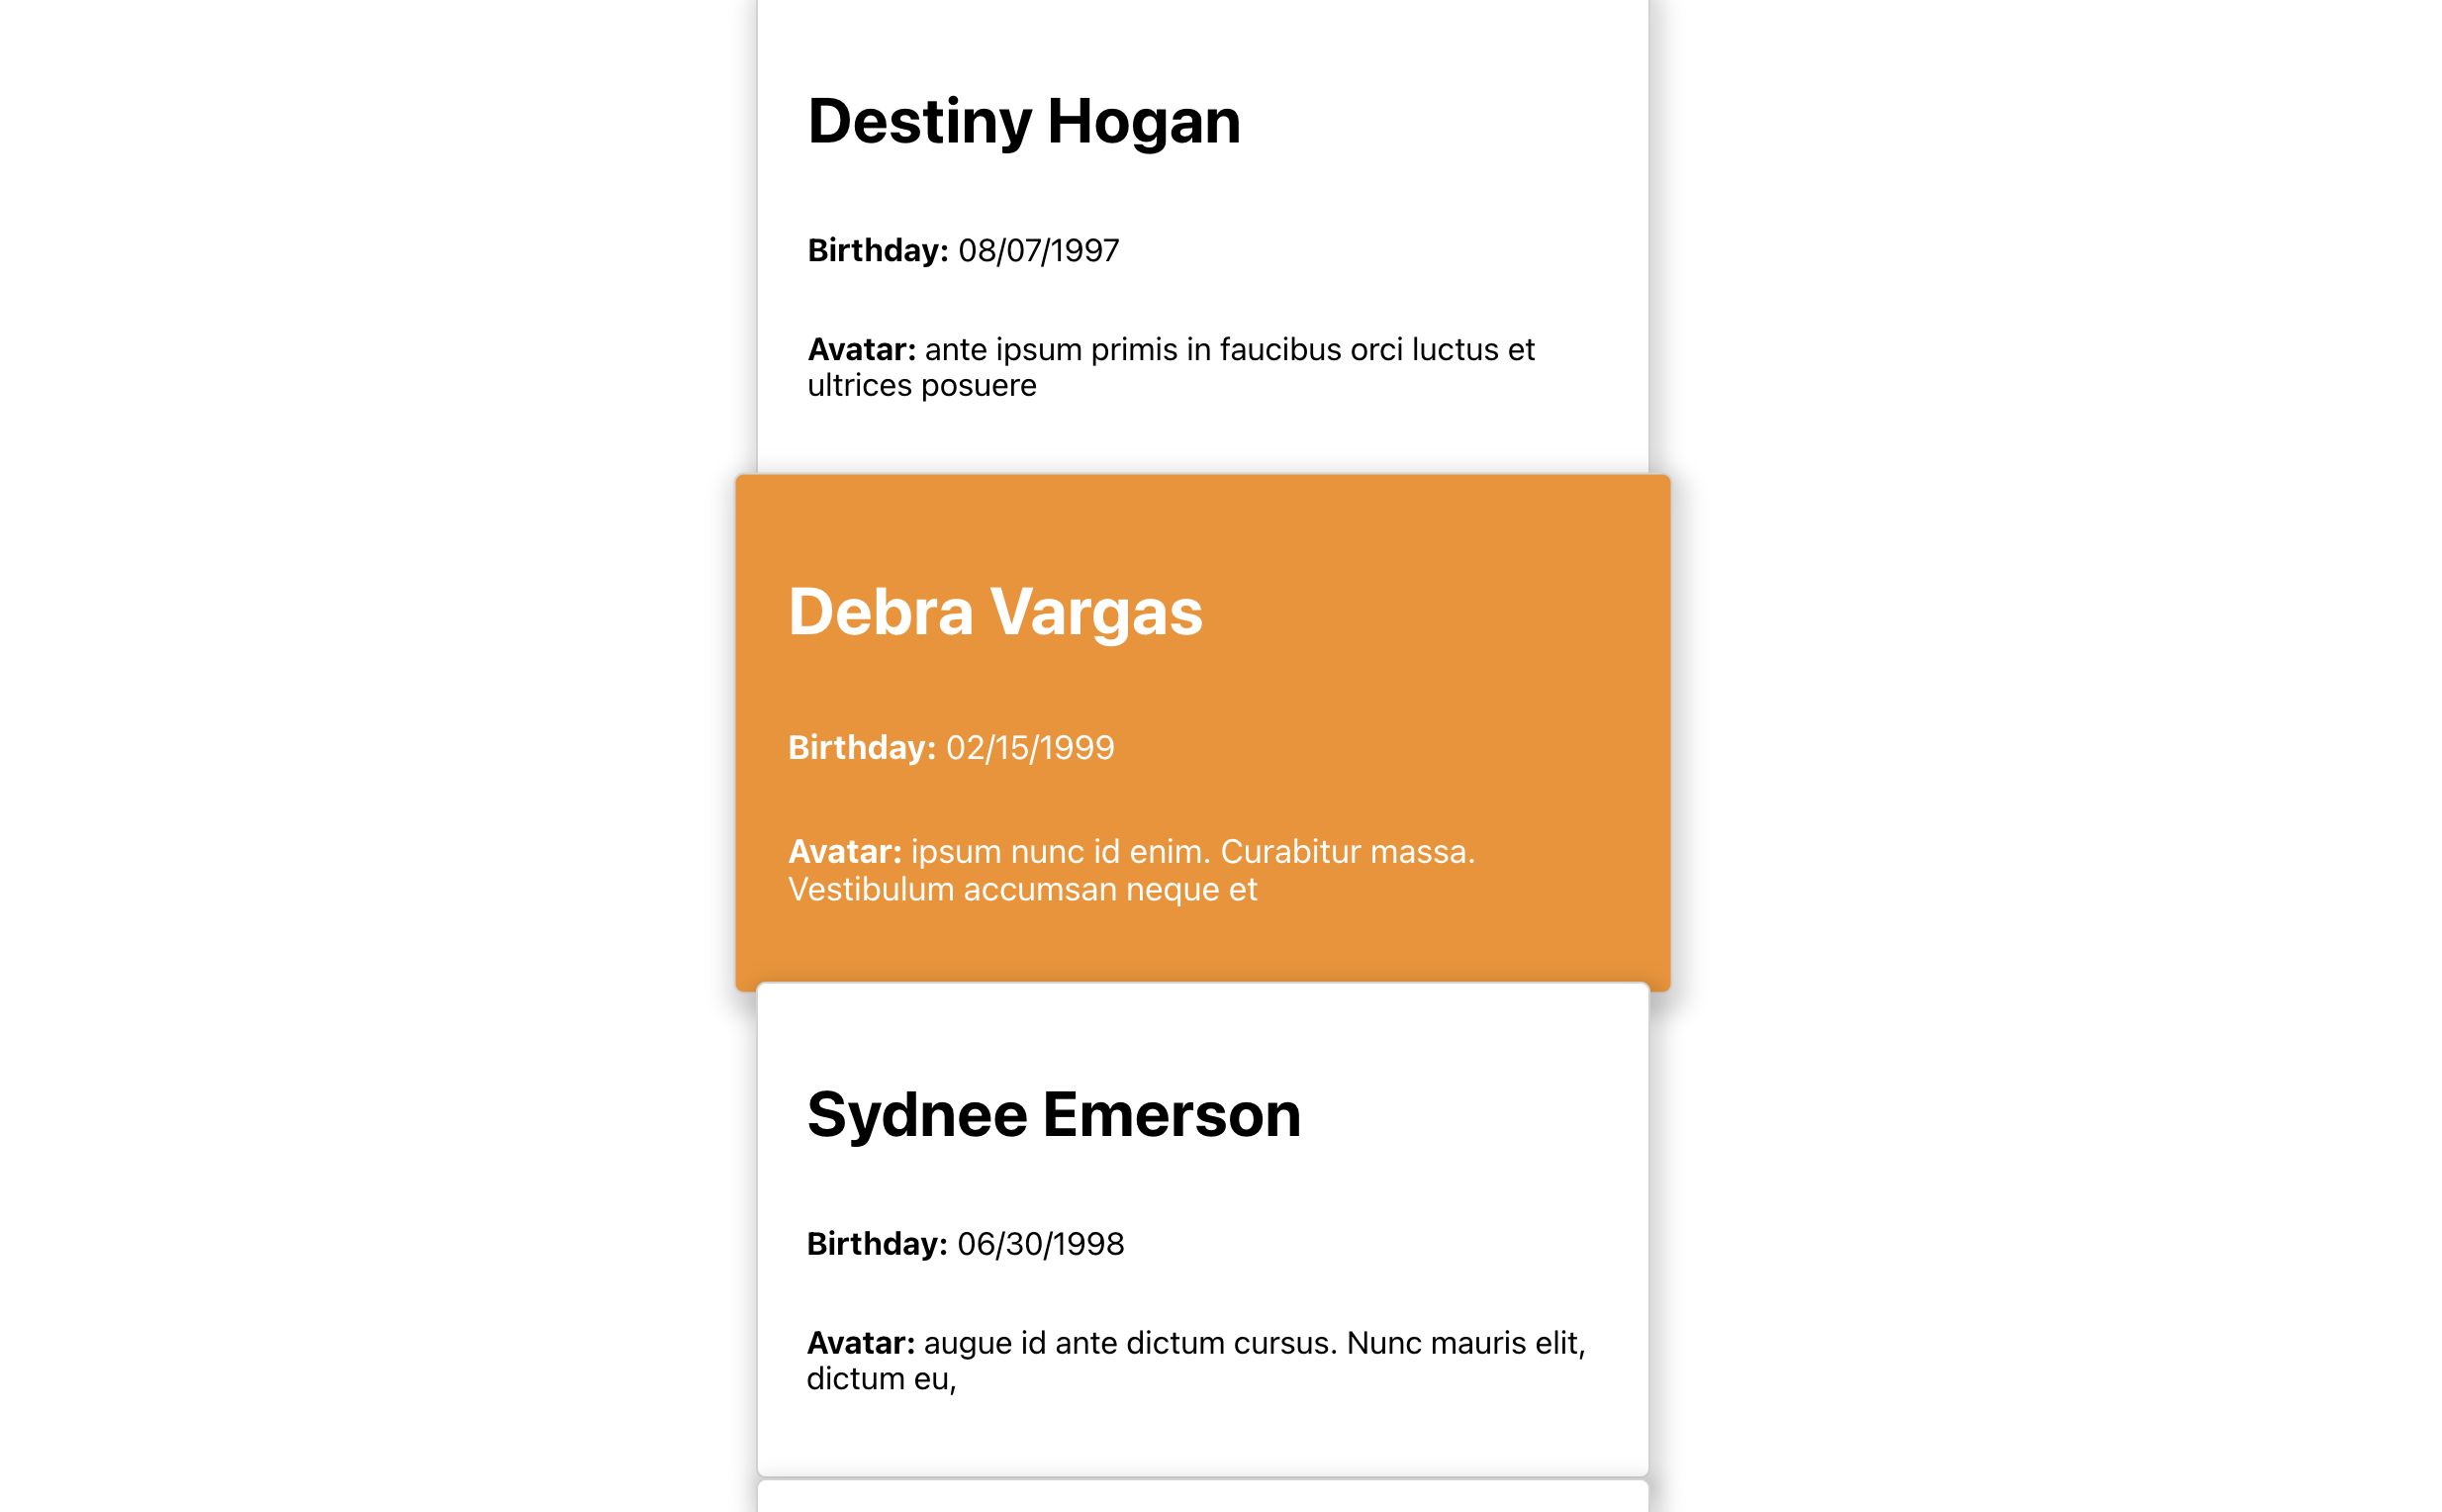 Destiny Hogan
Birthday: 08/07/1997
Avatar: ante ipsum primis in faucibus orci luctus et
ultrices posuere
Debra Vargas
Birthday: 02/15/1999
Avatar: ipsum nunc id enim. Curabitur massa.
Vestibulum accumsan neque et
Sydnee Emerson
Birthday: 06/30/1998
Avatar: augue id ante dictum cursus. Nunc mauris elit,
dictum eu,